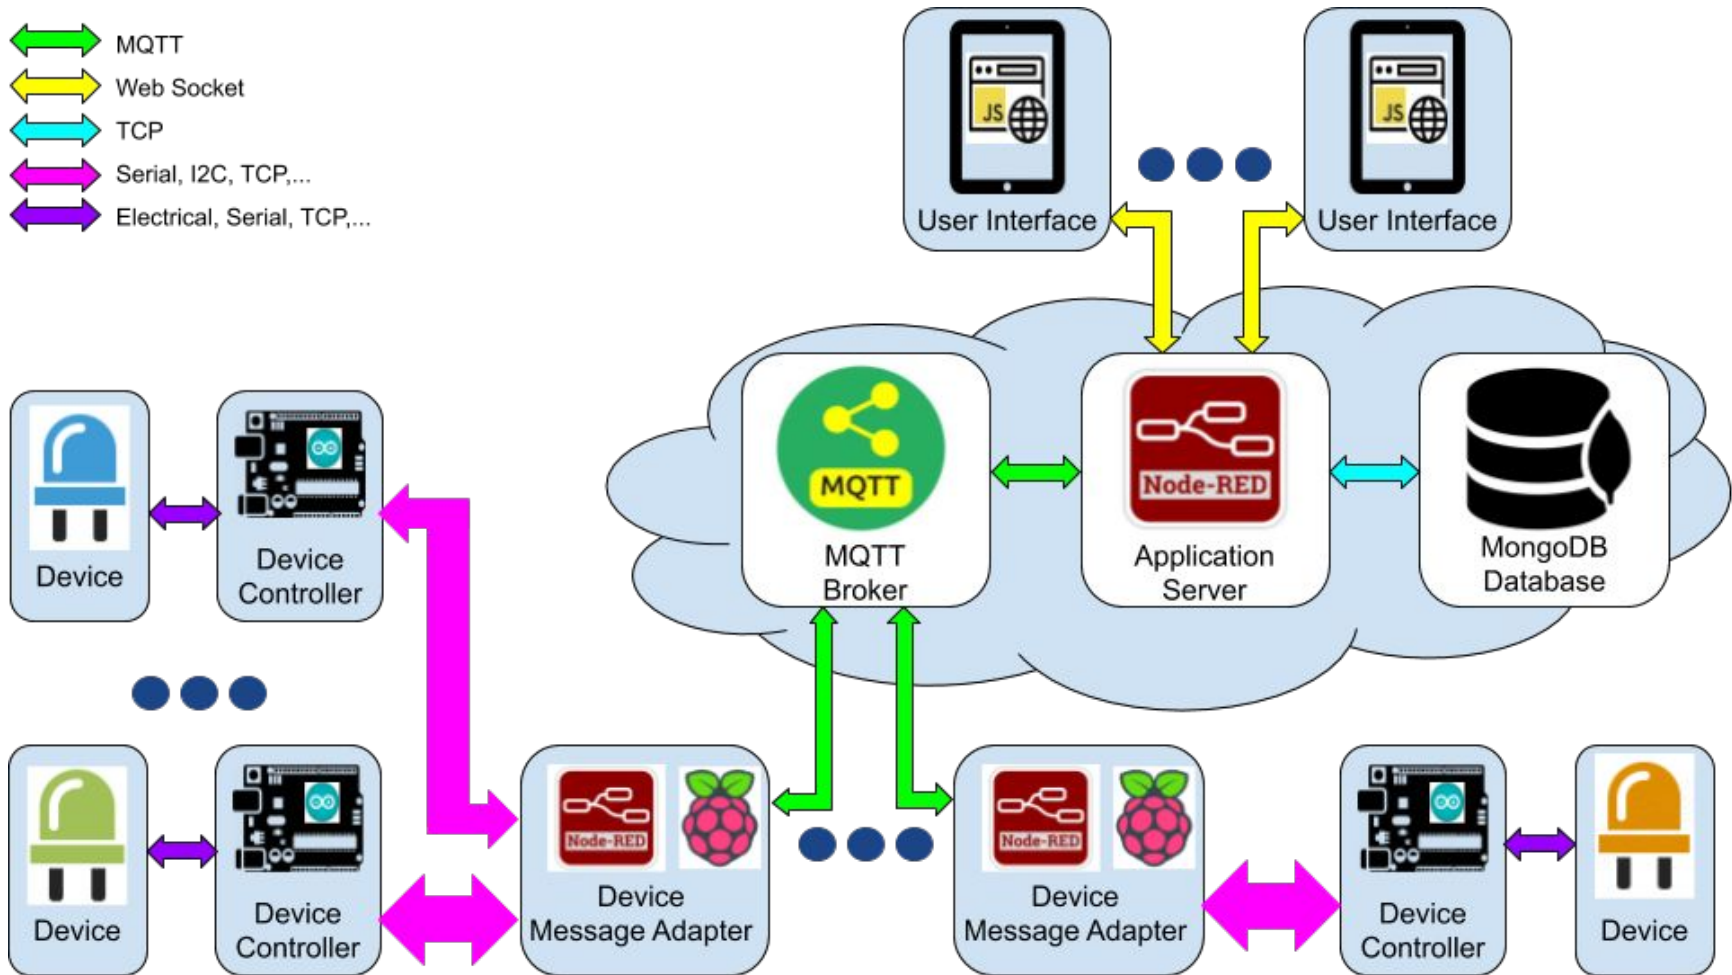 MQTT
Web Socket
TCP
Serial, I2C, TCP,...
Electrical, Serial, TCP,...
JS
User Interface
JS
User Interface
Device
Device
Controller
MQTT
MQTT
Broker
Node-RED
Application
Server
MongoDB
Database
Device
Device
Controller
Node-RED
Device
Message Adapter
Node-RED
Device
Message Adapter
Device
Controller
Device